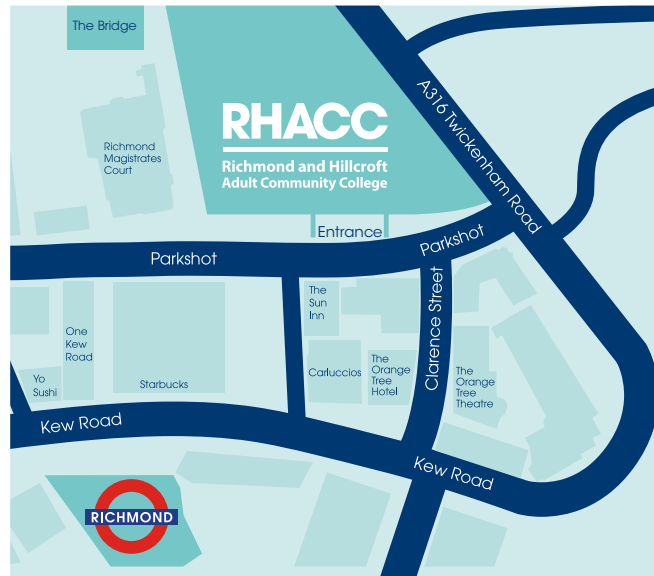 The Bridge
A316 Twickenham Road
RHACC
Richmond and Hillcroft
Adult Community College
Richmond
Magistrates
Court
Entrance
Parkshot
Parkshot
Clarence Street
The
Sun
Inn
One
Kew
Road
Yo
Sushi
Starbucks
Carluccios
The
Orange
Tree
Hotel
The
Orange
Tree
Theatre
Kew Road
Kew Road
RICHMOND